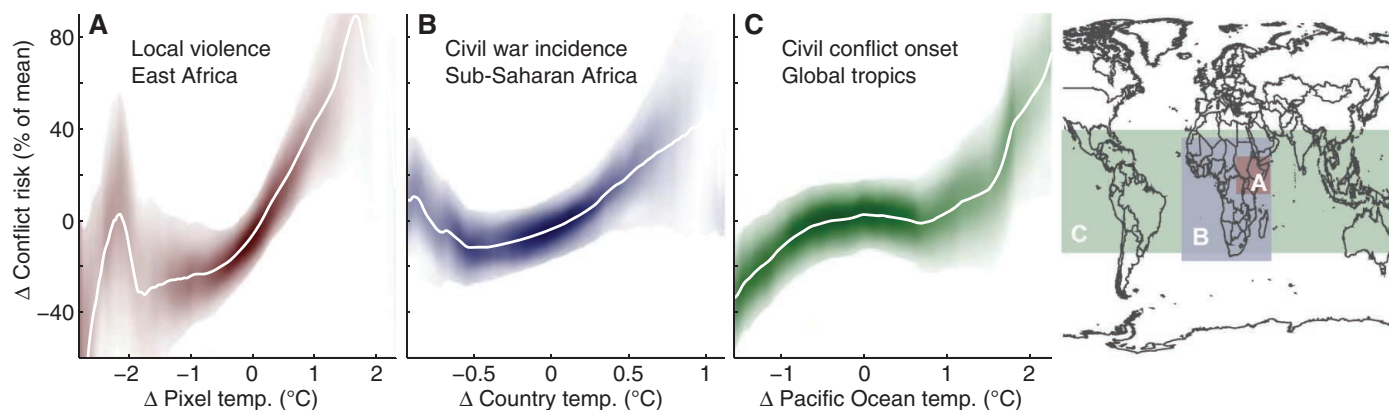 Δ Conflict risk (% of mean)
80
40
0
−40
A
Local violence
East Africa
−2 −1 0 1 2
Δ Pixel temp. (°C)
B
Civil war incidence
Sub-Saharan Africa
−0.5 0 0.5 1
Δ Country temp. (°C)
C
Civil conflict onset
Global tropics
−1 0 1 2
Δ Pacific Ocean temp. (°C)
A
B
C